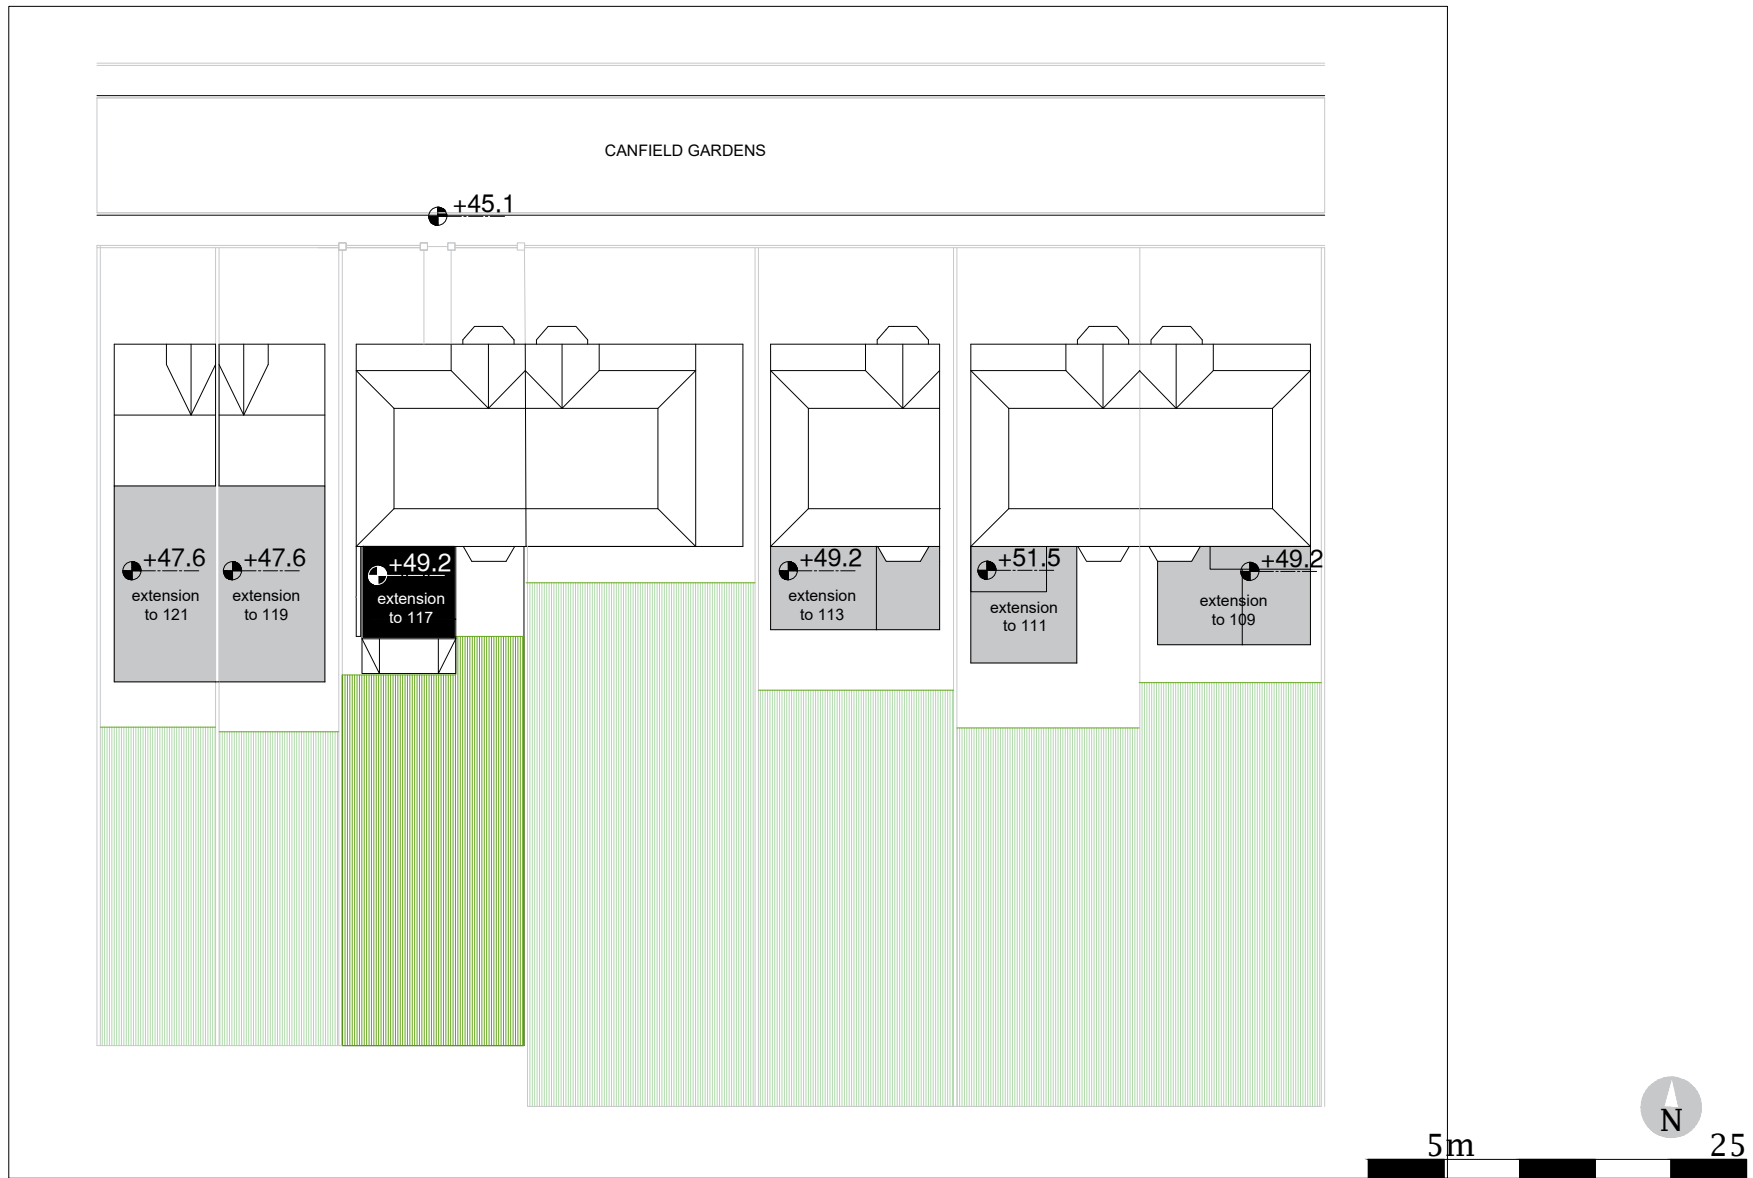 CANFIELD GARDENS
+45.1
+47.6
extension
to 121
+47.6
extension
to 119
+49.2
extension
to 117
+49.2
extension
to 113
+51.5
extension
to 111
+49.2
extension
to 109
N
5m
25